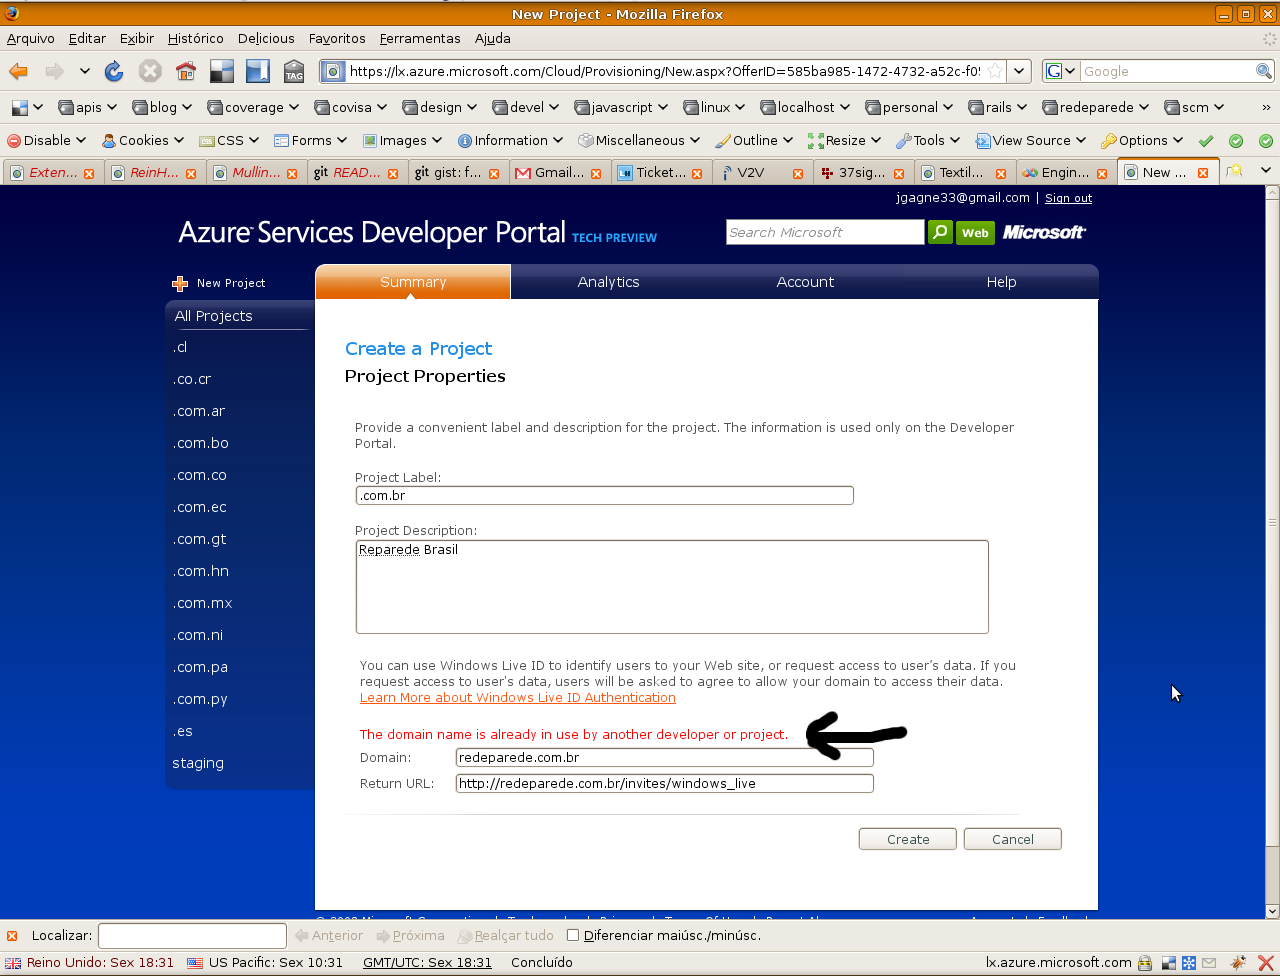 New Project - Mozilla Firefox
Arquivo Editar Exibir Histórico Delicious Favoritos Ferramentas Ajuda
TAG https://lx.azure.microsoft.com/Cloud/Provisioning/New.aspx?OfferID=585ba985-1472-4732-a52c-f05 G Google
apis blog coverage covisa design devel javascript linux localhost personal rails redeparede scm »
Disable Cookies CSS Forms Images Information Miscellaneous Outline Resize Tools View Source Options
Exten... ReinH... Mullin... git READ... git gist: f... Gmail... Ticket... V2V 37sig... Textil... Engin... New ...
jgagne33@gmail.com | Sign out
Azure Services Developer Portal TECH PREVIEW Search Microsoft Web Microsoft
New Project Summary Analytics Account Help
All Projects
.cl
.co.cr
.com.ar
.com.bo
.com.co
.com.ec
.com.gt
.com.hn
.com.mx
.com.ni
.com.pa
.com.py
.es
staging
Create a Project
Project Properties
Provide a convenient label and description for the project. The information is used only on the Developer
Portal.
Project Label:
.com.br
Project Description:
Reparede Brasil
You can use Windows Live ID to identify users to your Web site, or request access to user's data. If you
request access to user's data, users will be asked to agree to allow your domain to access their data.
Learn More about Windows Live ID Authentication
The domain name is already in use by another developer or project.
Domain: redeparede.com.br
Return URL: http://redeparede.com.br/invites/windows_live
Create Cancel
Localizar: Anterior Próxima Realçar tudo Diferenciar maiúsc./minúsc.
Reino Unido: Sex 18:31 US Pacific: Sex 10:31 GMT/UTC: Sex 18:31 Concluído lx.azure.microsoft.com